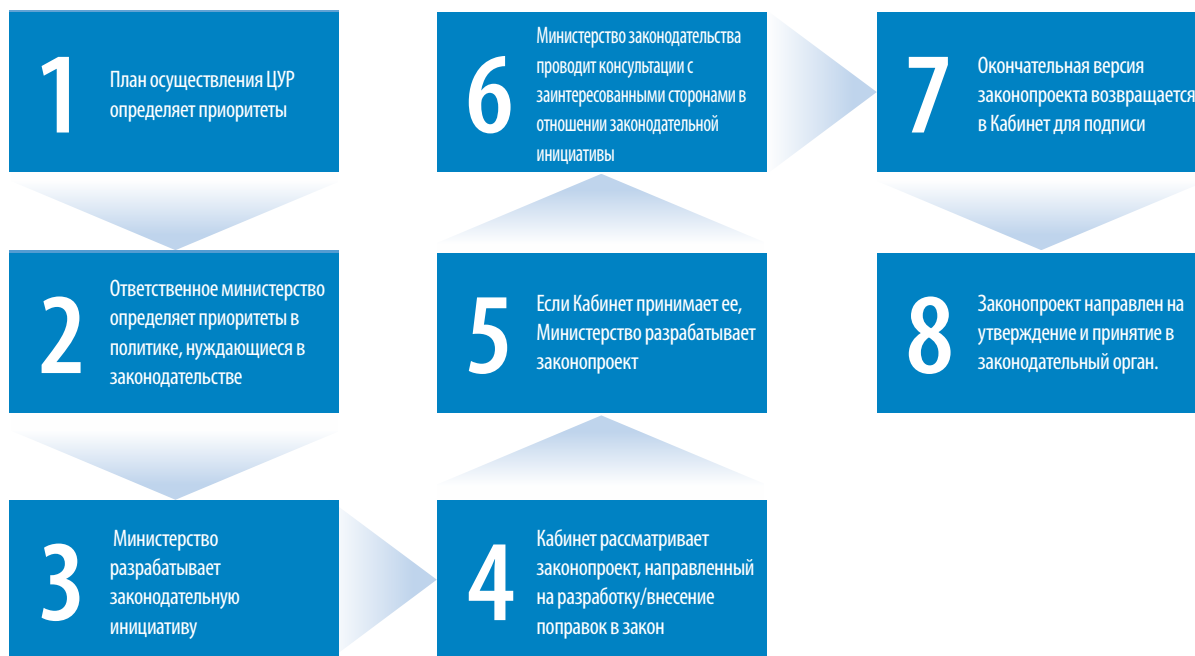 1
План осуществления ЦУР
определяет приоритеты
2
Ответственное министерство
определяет приоритеты в
политике, нуждающиеся в
законодательстве
3
Министерство
разрабатывает
законодательную
инициативу
4
Кабинет рассматривает
законопроект, направленный
на разработку/внесение
поправок в закон
5
Если Кабинет принимает ее,
Министерство разрабатывает
законопроект
6
Министерство законодательства
проводит консультации с
заинтересованными сторонами в
отношении законодательной
инициативы
7
Окончательная версия
законопроекта возвращается
в Кабинет для подписи
8
Законопроект направлен на
утверждение и принятие в
законодательный орган.